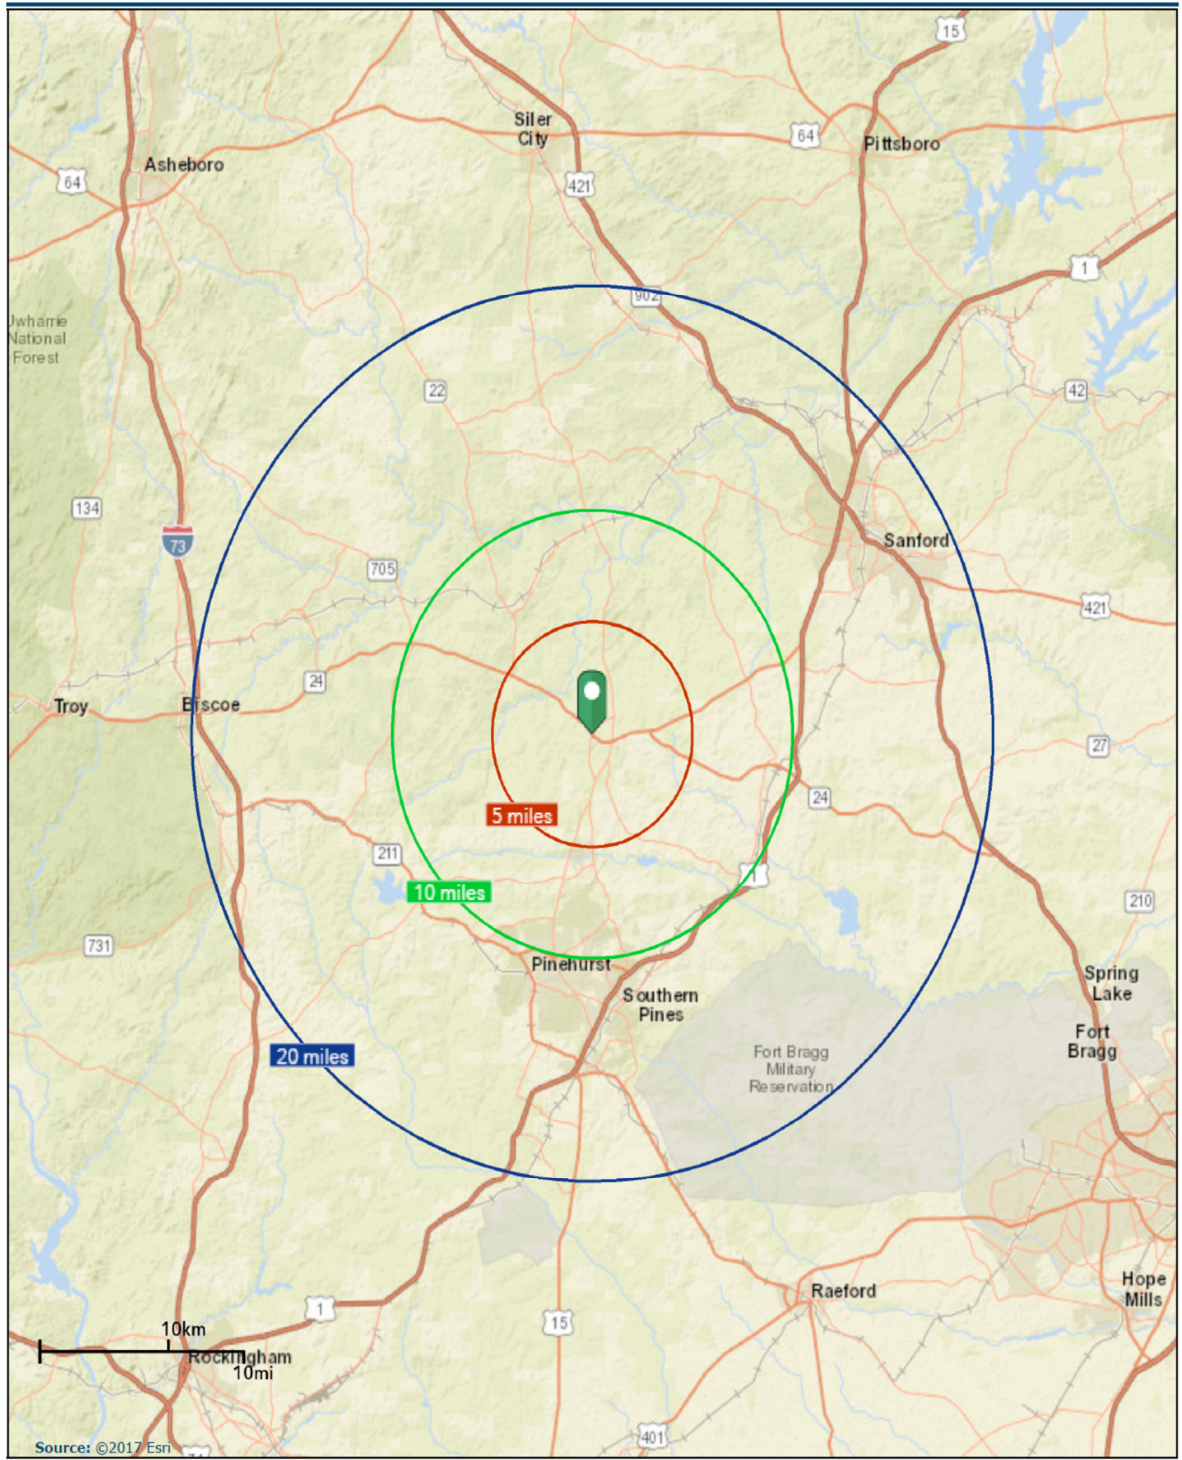 15
Siler
City
64
Pittsboro
Asheboro
64
421
1
902
Uwharrie
National
Forest
22
42
134
73
Sanford
705
421
24
Troy
Biscoe
27
24
5 miles
211
1
10 miles
210
731
Pinehurst
Spring
Lake
Southern
Pines
Fort
Bragg
20 miles
Fort Bragg
Military
Reservation
Raeford
Hope
Mills
1
15
10km
Rockingham
10mi
401
Source: ©2017 Esri